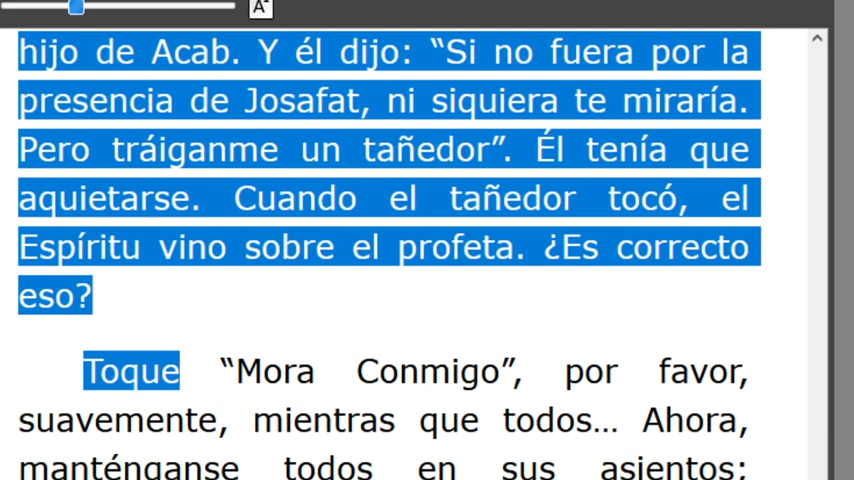 A
hijo de Acab. Y él dijo: “Si no fuera por la
presencia de Josafat, ni siquiera te miraría.
Pero tráiganme un tañedor”. Él tenía que
aquietarse. Cuando el tañedor tocó, el
Espíritu vino sobre el profeta. ¿Es correcto
eso?
Toque “Mora Conmigo”, por favor,
suavemente, mientras que todos... Ahora,
manténganse todos en sus asientos;